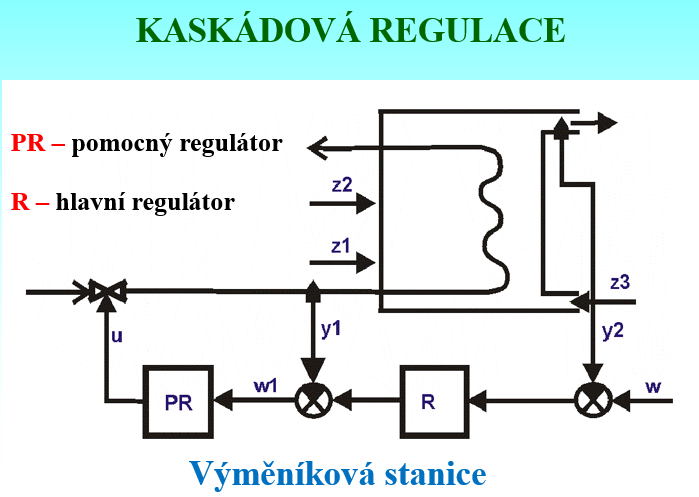 KASKÁDOVÁ REGULACE
PR – pomocný regulátor
R – hlavní regulátor
z2
z1
z3
u
y1
y2
w1
w
PR
R
Výměníková stanice